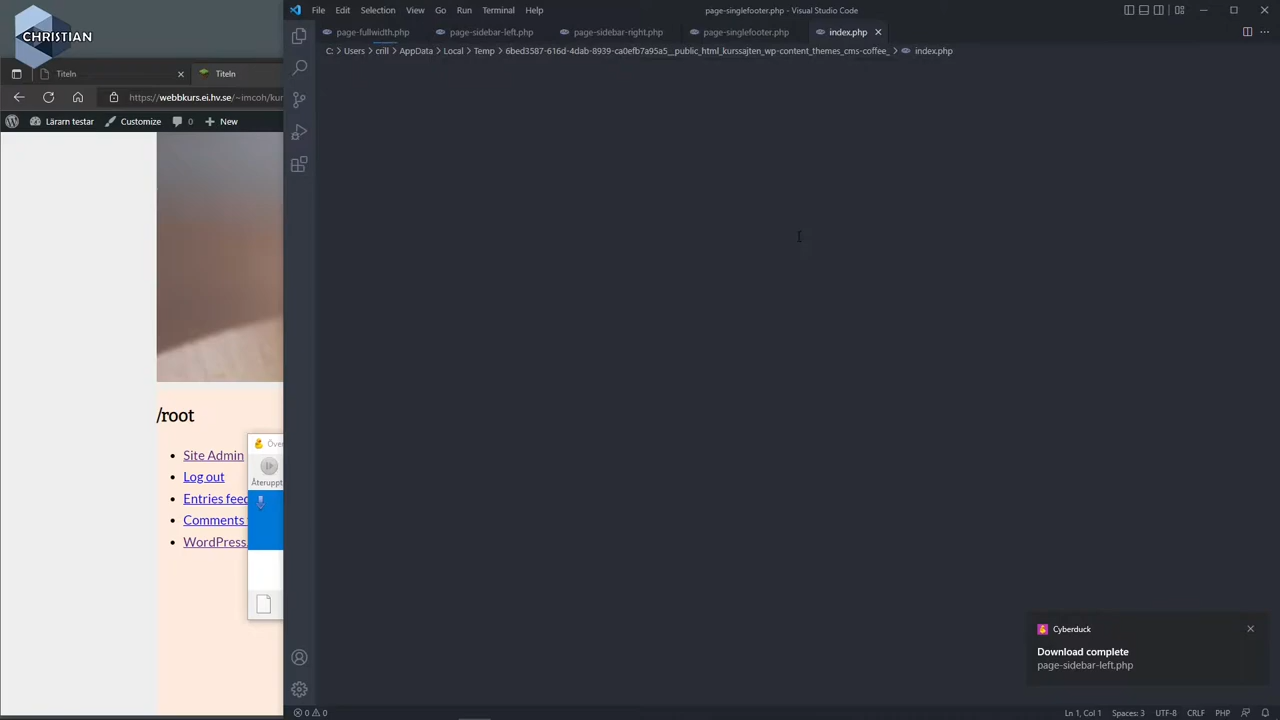 CHRISTIAN
File Edit Selection View Go Run Terminal Help
page-singlefooter.php - Visual Studio Code
page-fullwidth.php page-sidebar-left.php page-sidebar-right.php page-singlefooter.php index.php
C: > Users > crill > AppData > Local > Temp > 6bed3587-616d-4dab-8939-ca0efb7a95a5__public_html_kurssajten_wp-content_themes_cms-coffee_ > index.php
Titeln Titeln
https://webbkurs.ei.hv.se/~imcoh/kur
Lärarn testar Customize 0 New
/root
Site Admin
Log out
Entries feed
Comments
WordPress
Över
Återuppt
Cyberduck
Download complete
page-sidebar-left.php
0 0
Ln 1, Col 1 Spaces: 3 UTF-8 CRLF PHP